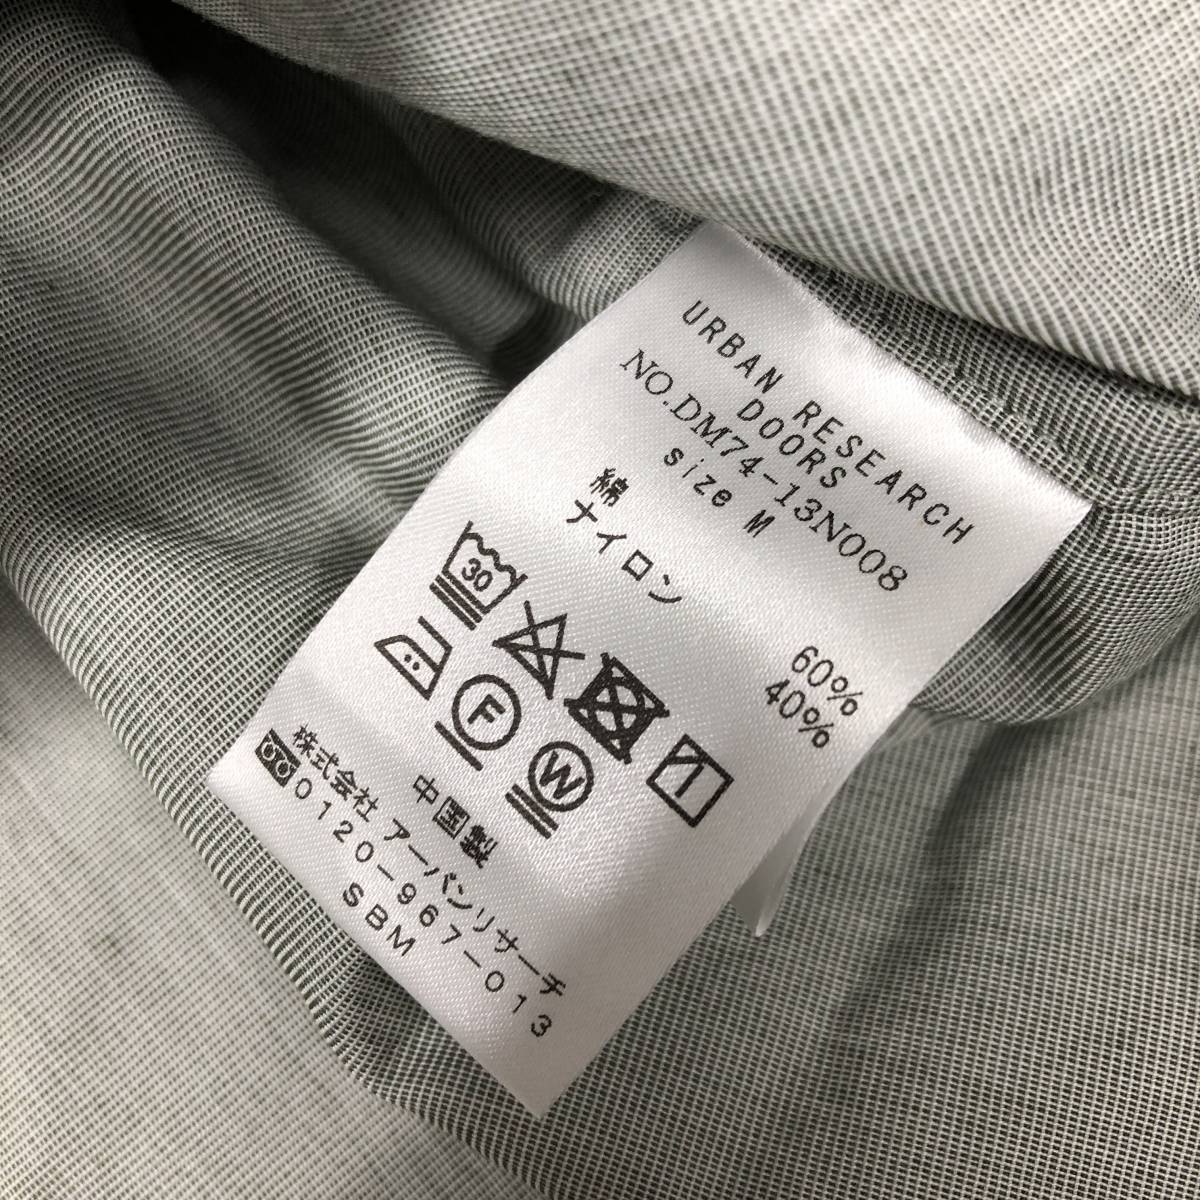 URBAN RESEARCH
DOORS
NO.DM74-13N008
size M
綿 60%
ナイロン 40%
30
F
W
中国製
株式会社 アーバンリサーチ
0120-967-013
SBM